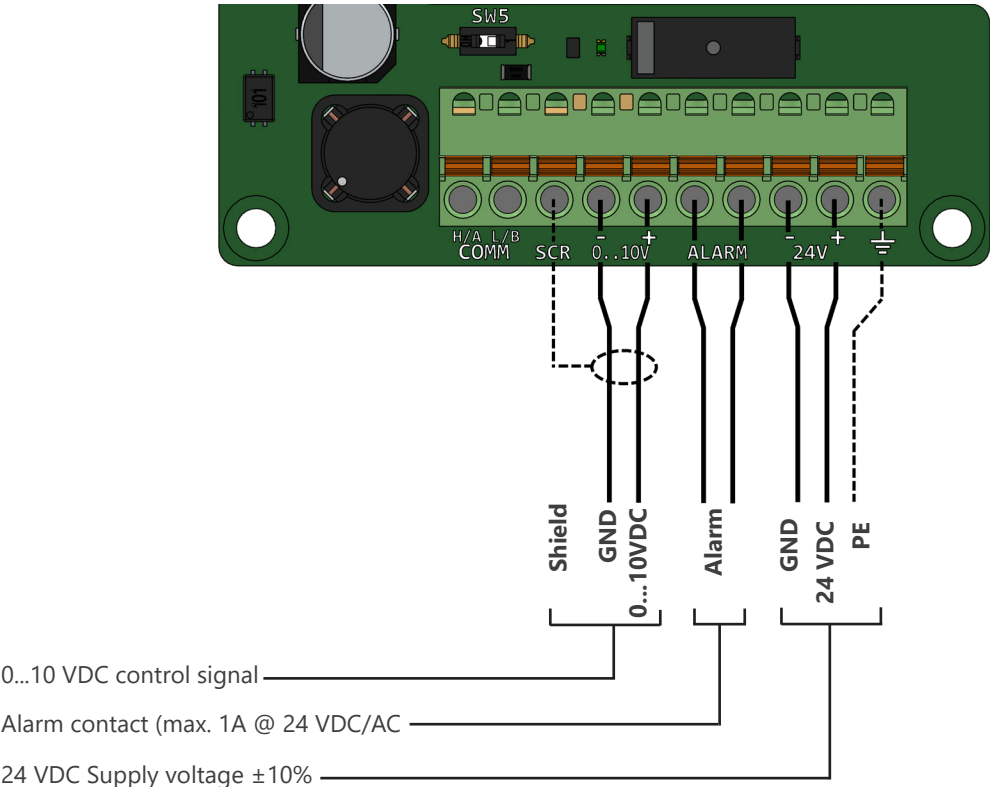 SW5
101
H/A L/B - + - +
COMM SCR 0..10V ALARM 24V
Shield
GND
0...10VDC
Alarm
GND
24 VDC
PE
0...10 VDC control signal
Alarm contact (max. 1A @ 24 VDC/AC
24 VDC Supply voltage ±10%